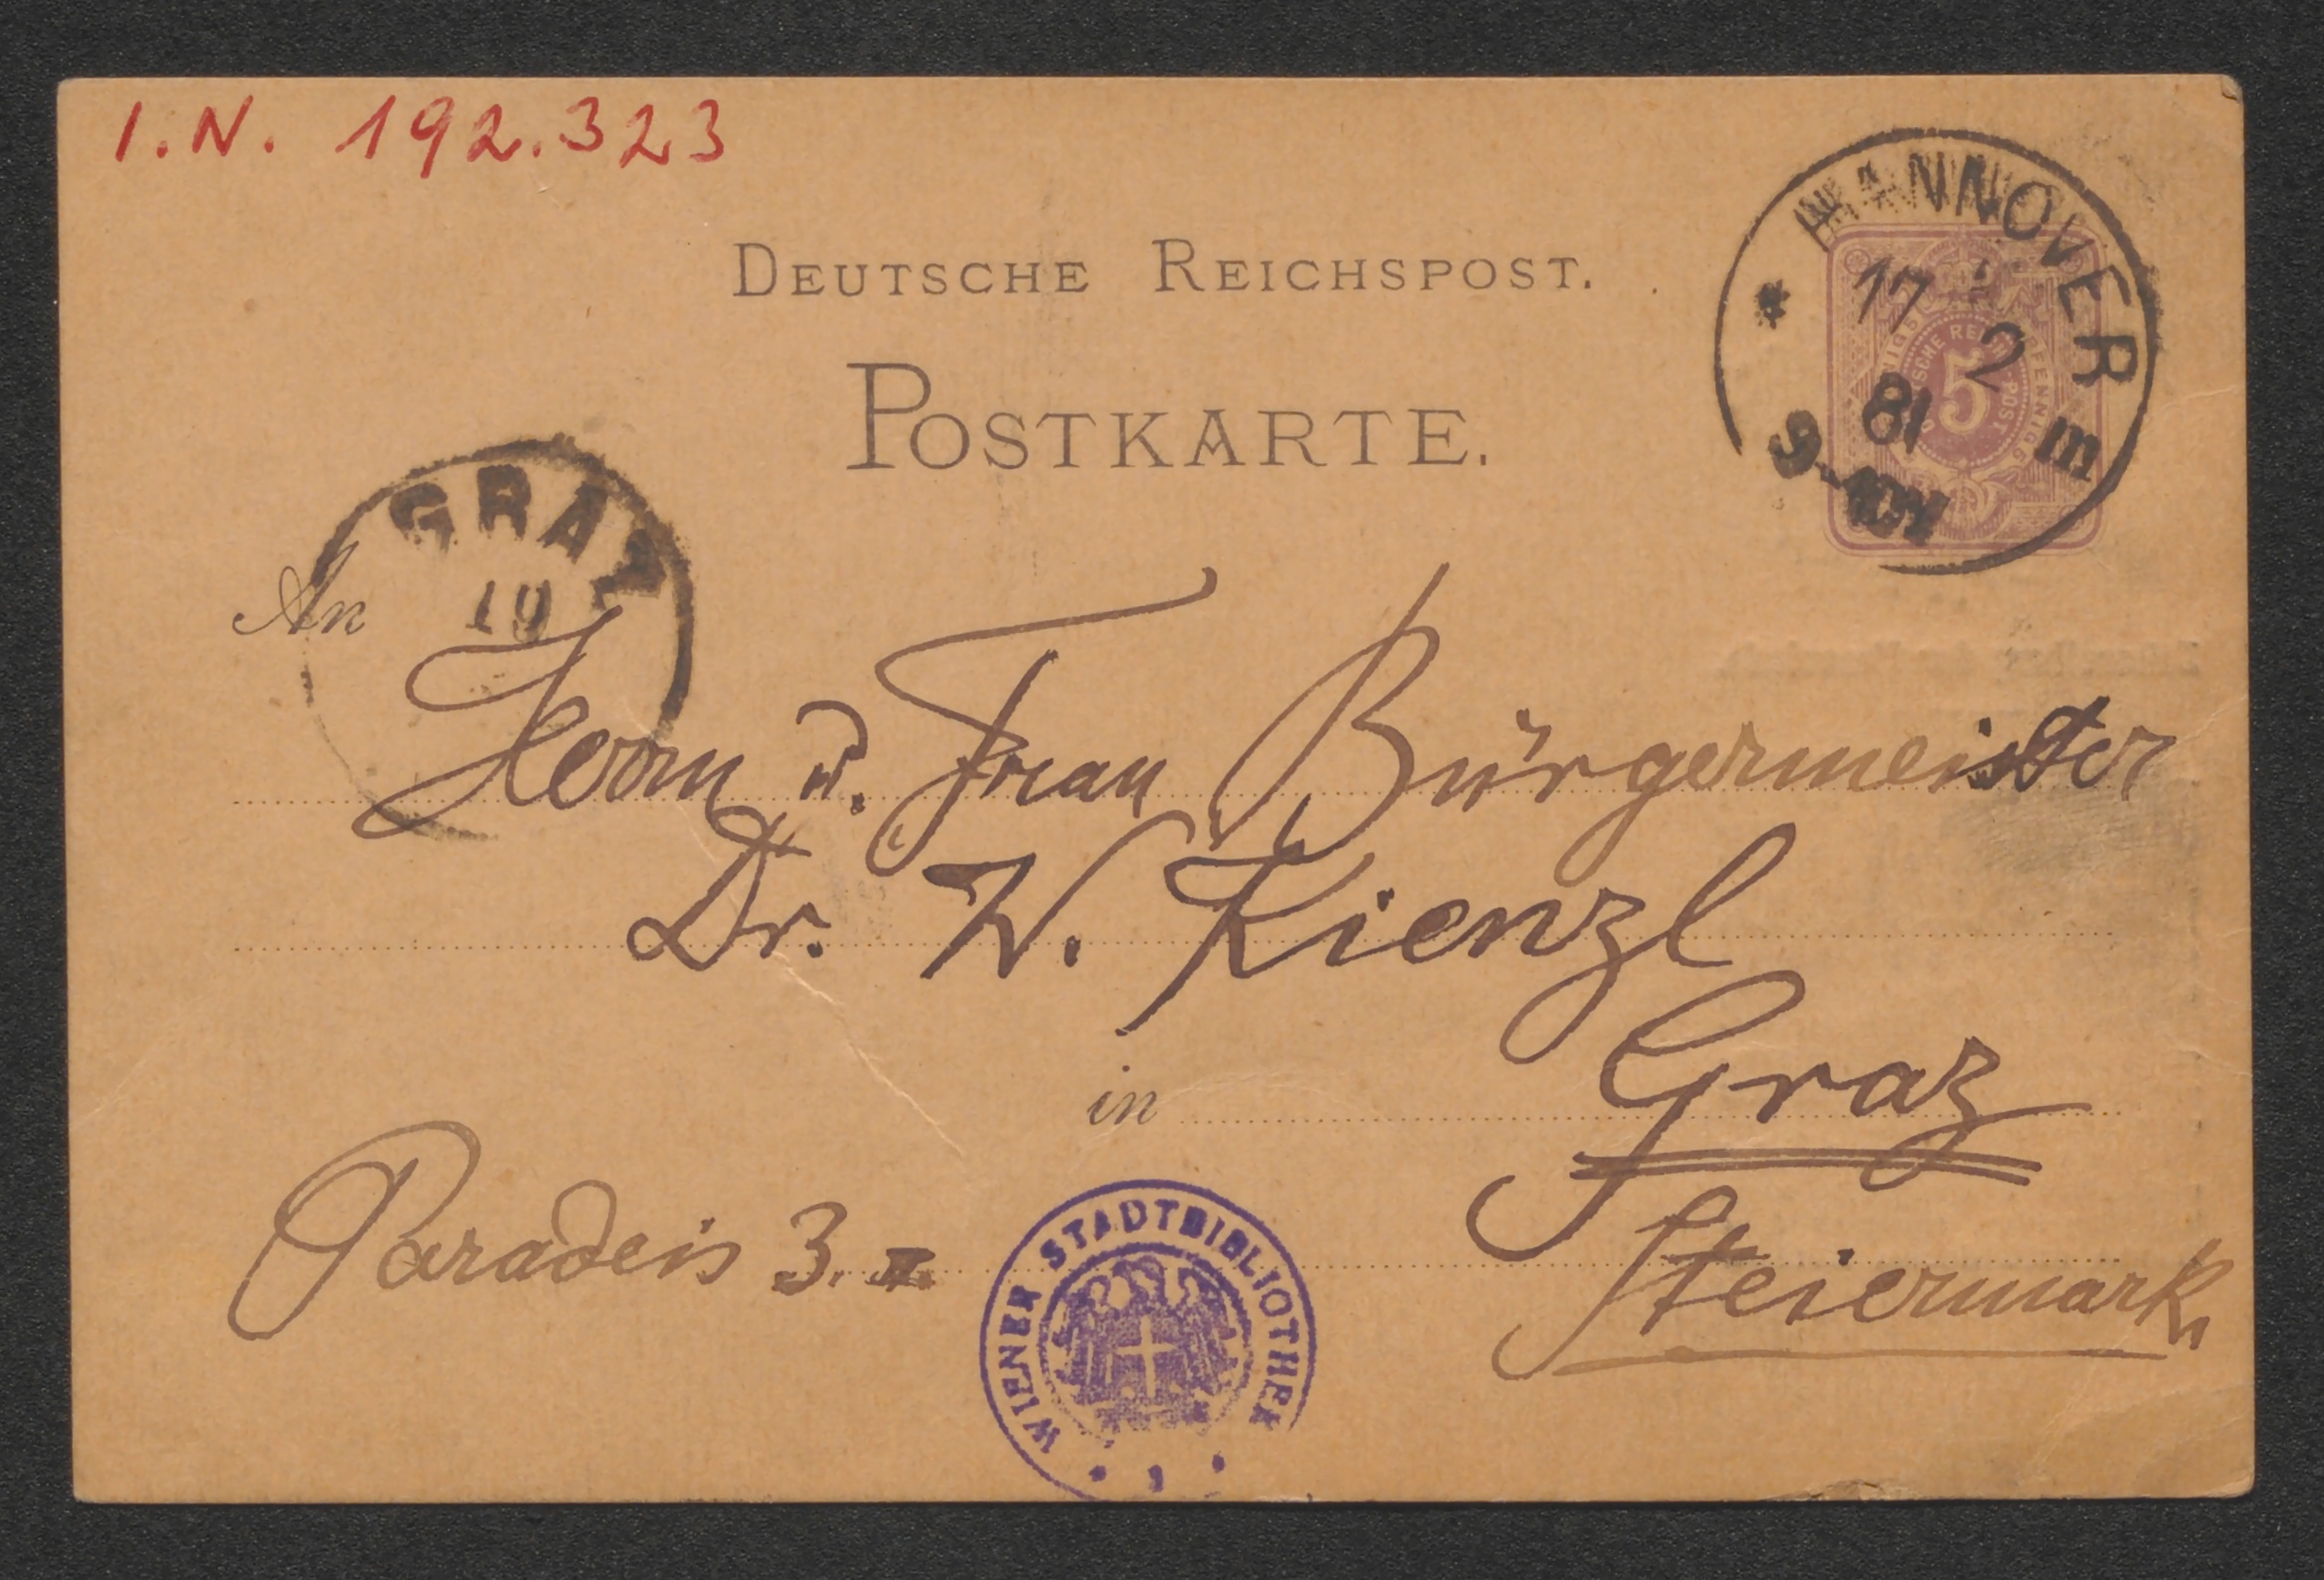 I.N. 192.323
DEUTSCHE REICHSPOST.
POSTKARTE.
HANNOVER
17 2
81
9-10V
m
5
GRAZ
19
An
Herrn u. Frau Bürgermeister
Dr. W. Kienzl
in Graz
Paradeis 3.
Steiermark
WIENER STADTBIBLIOTHEK